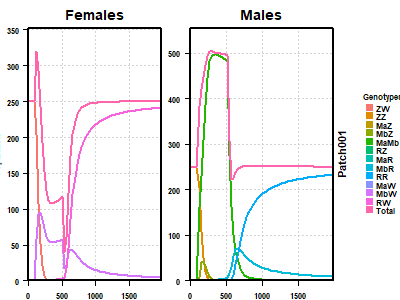 Females
Males
350
300
250
200
150
100
50
0
0
500
1000
1500
500
400
300
200
100
0
0
500
1000
1500
Patch001
Genotype
ZW
ZZ
MaZ
MbZ
MaMb
RZ
MaR
MbR
RR
MaW
MbW
RW
Total